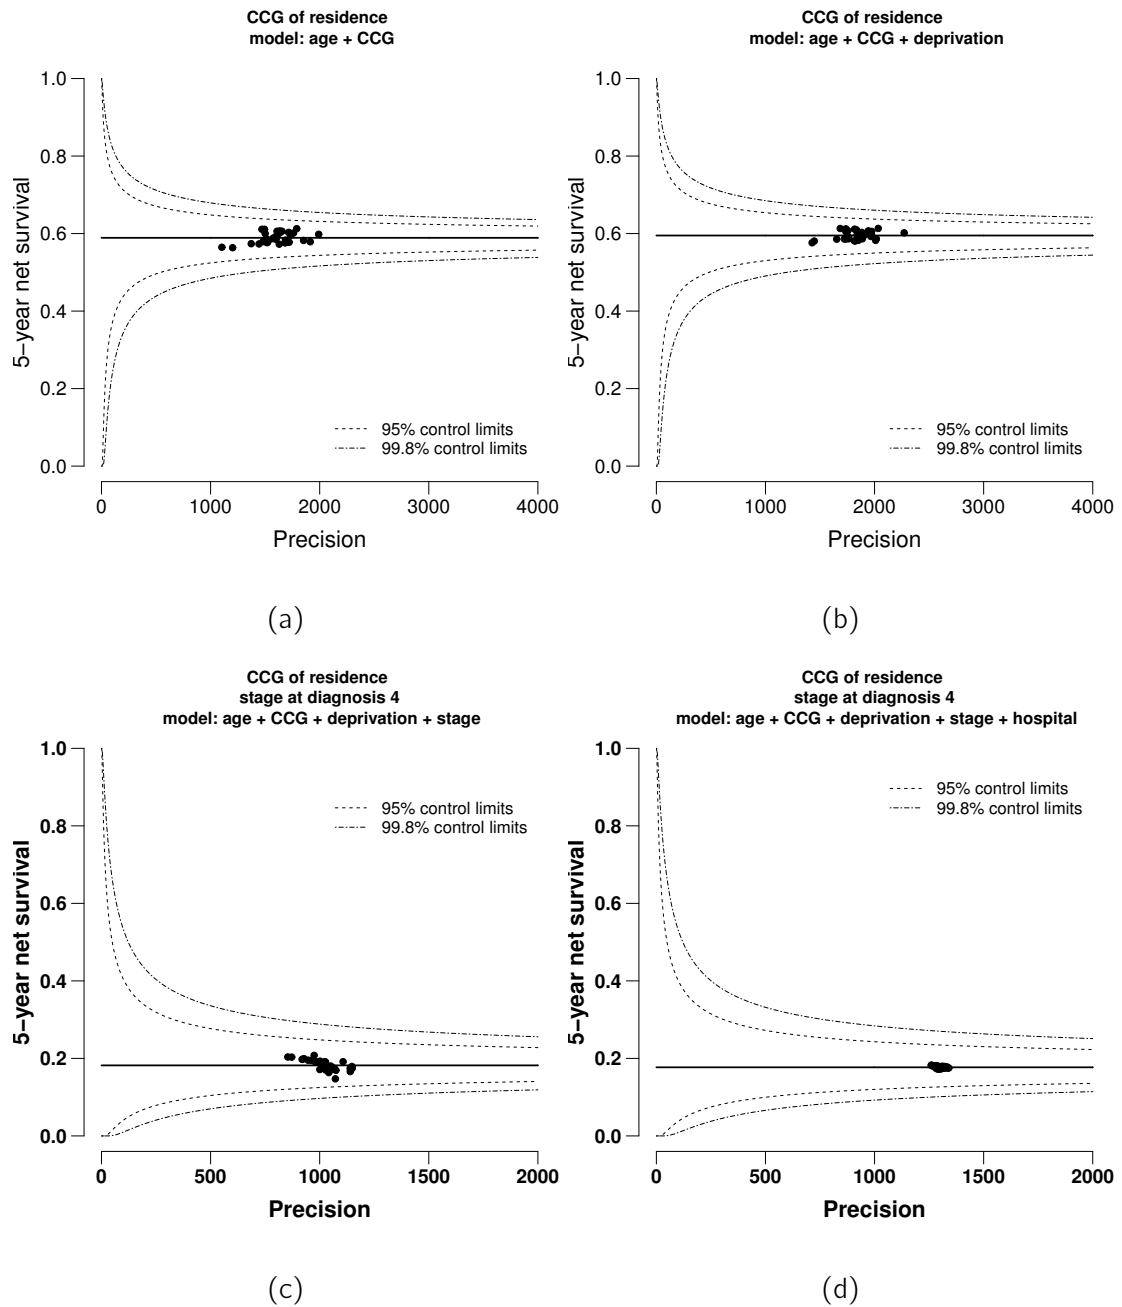 CCG of residence
model: age + CCG
1.0
0.8
0.6
0.4
0.2
0.0
5−year net survival
95% control limits
99.8% control limits
0 1000 2000 3000 4000
Precision
(a)
CCG of residence
model: age + CCG + deprivation
1.0
0.8
0.6
0.4
0.2
0.0
5−year net survival
95% control limits
99.8% control limits
0 1000 2000 3000 4000
Precision
(b)
CCG of residence
stage at diagnosis 4
model: age + CCG + deprivation + stage
1.0
0.8
0.6
0.4
0.2
0.0
5−year net survival
95% control limits
99.8% control limits
0 500 1000 1500 2000
Precision
(c)
CCG of residence
stage at diagnosis 4
model: age + CCG + deprivation + stage + hospital
1.0
0.8
0.6
0.4
0.2
0.0
5−year net survival
95% control limits
99.8% control limits
0 500 1000 1500 2000
Precision
(d)